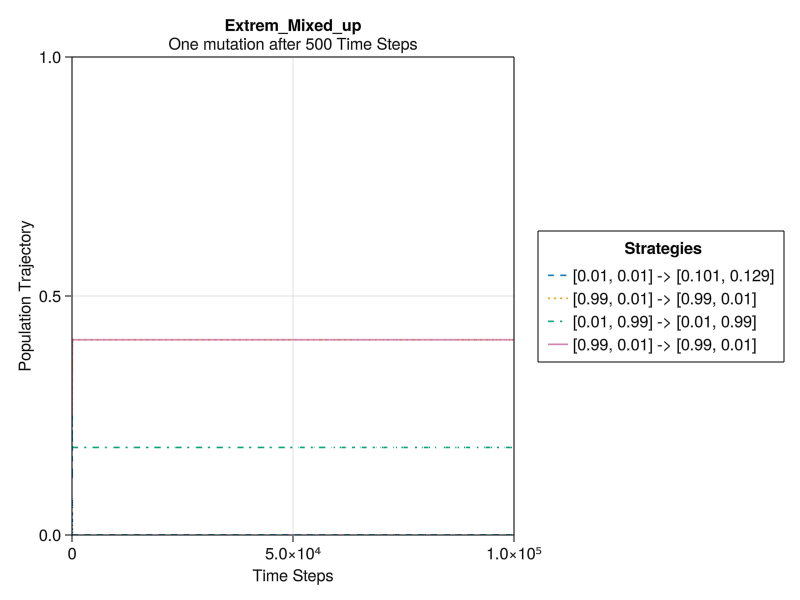 Extrem_Mixed_up
One mutation after 500 Time Steps
1.0
0.5
0.0
Population Trajectory
0
5.0×10⁴
1.0×10⁵
Time Steps
Strategies
[0.01, 0.01] -> [0.101, 0.129]
[0.99, 0.01] -> [0.99, 0.01]
[0.01, 0.99] -> [0.01, 0.99]
[0.99, 0.01] -> [0.99, 0.01]